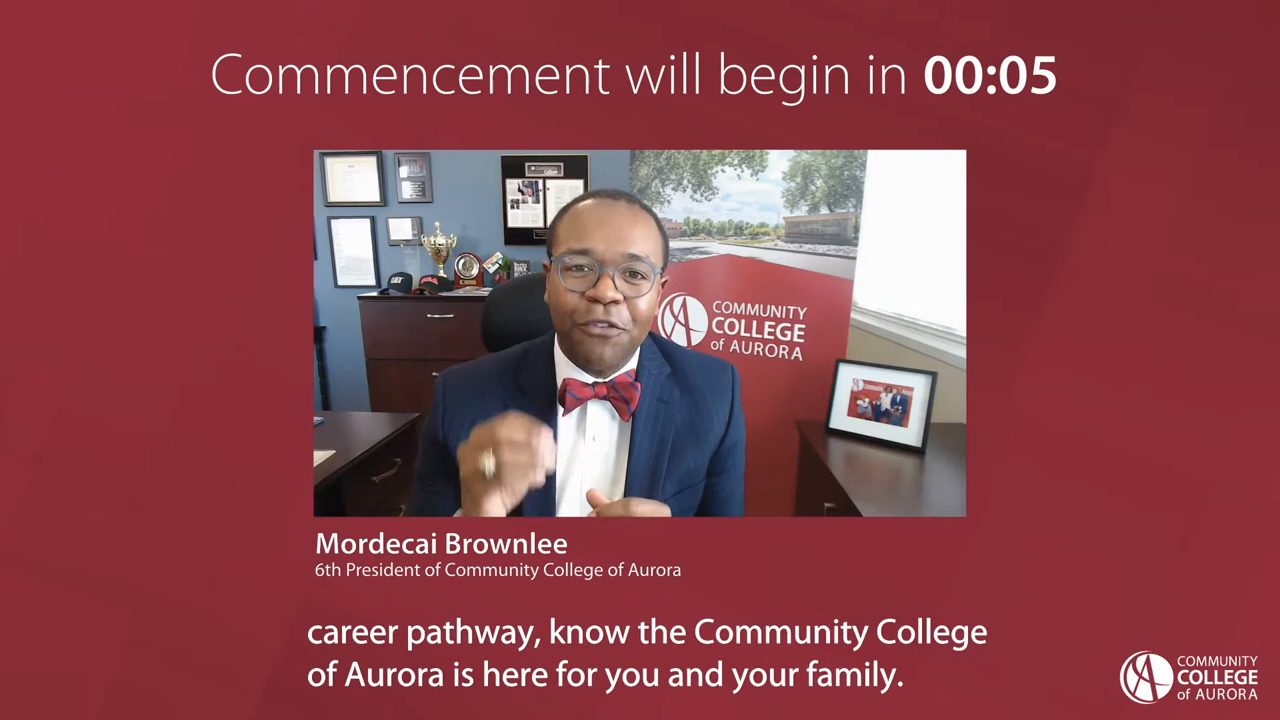 Commencement will begin in 00:05
COMMUNITY
COLLEGE
of AURORA
Mordecai Brownlee
6th President of Community College of Aurora
career pathway, know the Community College
of Aurora is here for you and your family.
COMMUNITY
COLLEGE
of AURORA